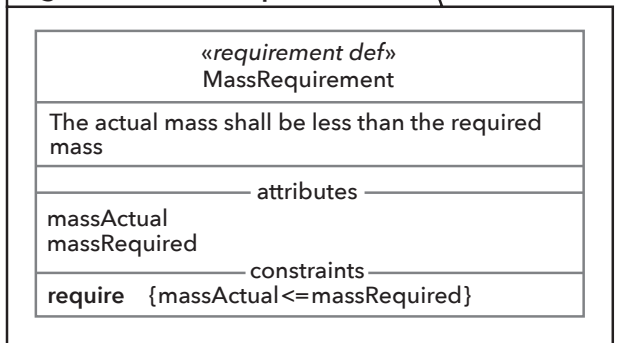 «requirement def»
MassRequirement
The actual mass shall be less than the required
mass
attributes
massActual
massRequired
constraints
require {massActual<=massRequired}